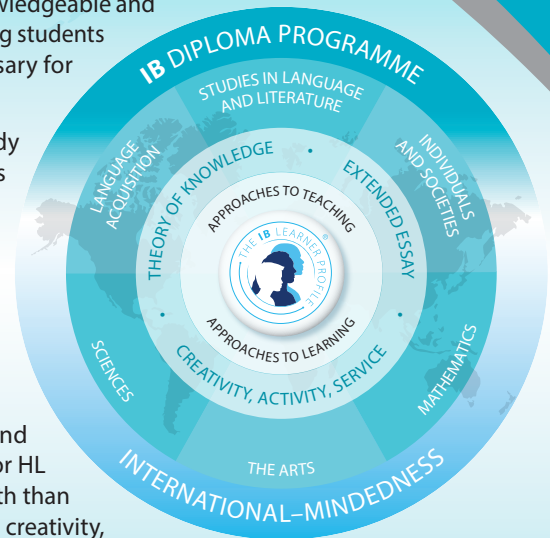 wledgeable and
g students
sary for
dy
s
nd
or HL
th than
creativity,
IB DIPLOMA PROGRAMME
STUDIES IN LANGUAGE
AND LITERATURE
LANGUAGE
ACQUISITION
INDIVIDUALS
AND SOCIETIES
THEORY OF KNOWLEDGE •
EXTENDED ESSAY
APPROACHES TO TEACHING
THE IB LEARNER PROFILE ®
APPROACHES TO LEARNING
• CREATIVITY, ACTIVITY, SERVICE •
SCIENCES
MATHEMATICS
THE ARTS
INTERNATIONAL–MINDEDNESS